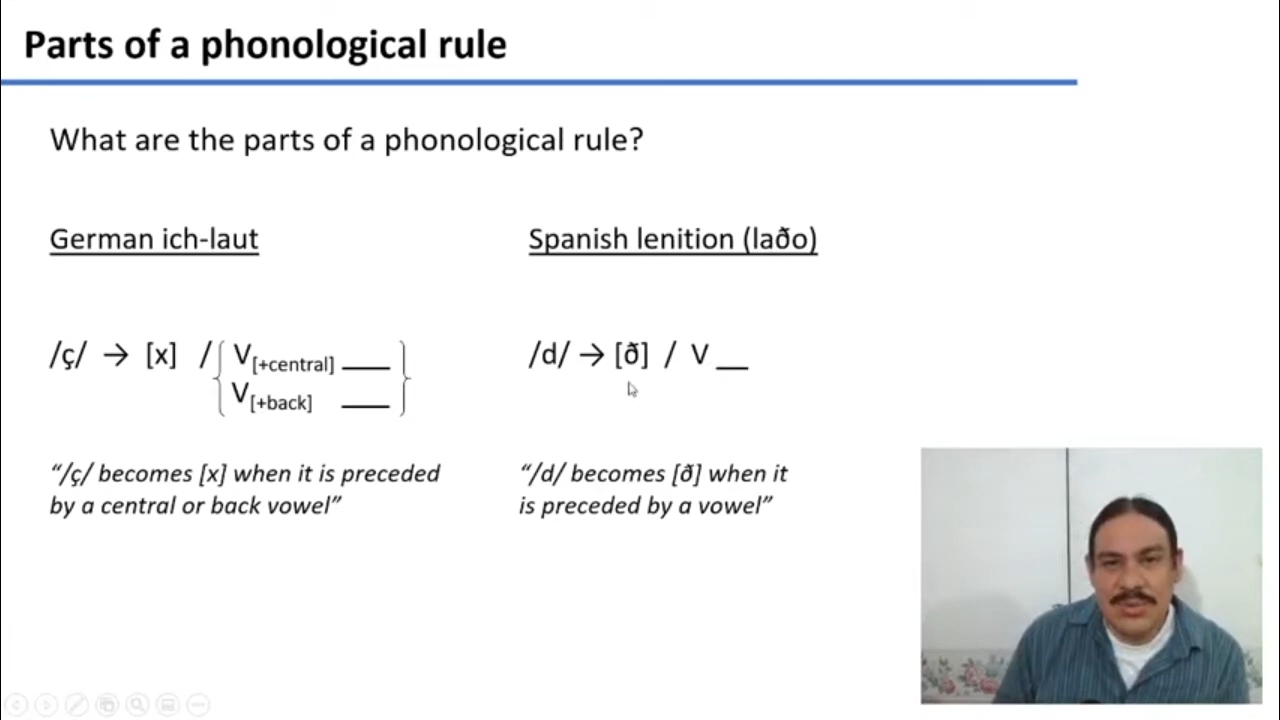 Parts of a phonological rule
What are the parts of a phonological rule?
German ich-laut
/ç/ → [x] / { V[+central] ___
V[+back] ___ }
“/ç/ becomes [x] when it is preceded
by a central or back vowel”
Spanish lenition (laðo)
/d/ → [ð] / V __
“/d/ becomes [ð] when it
is preceded by a vowel”